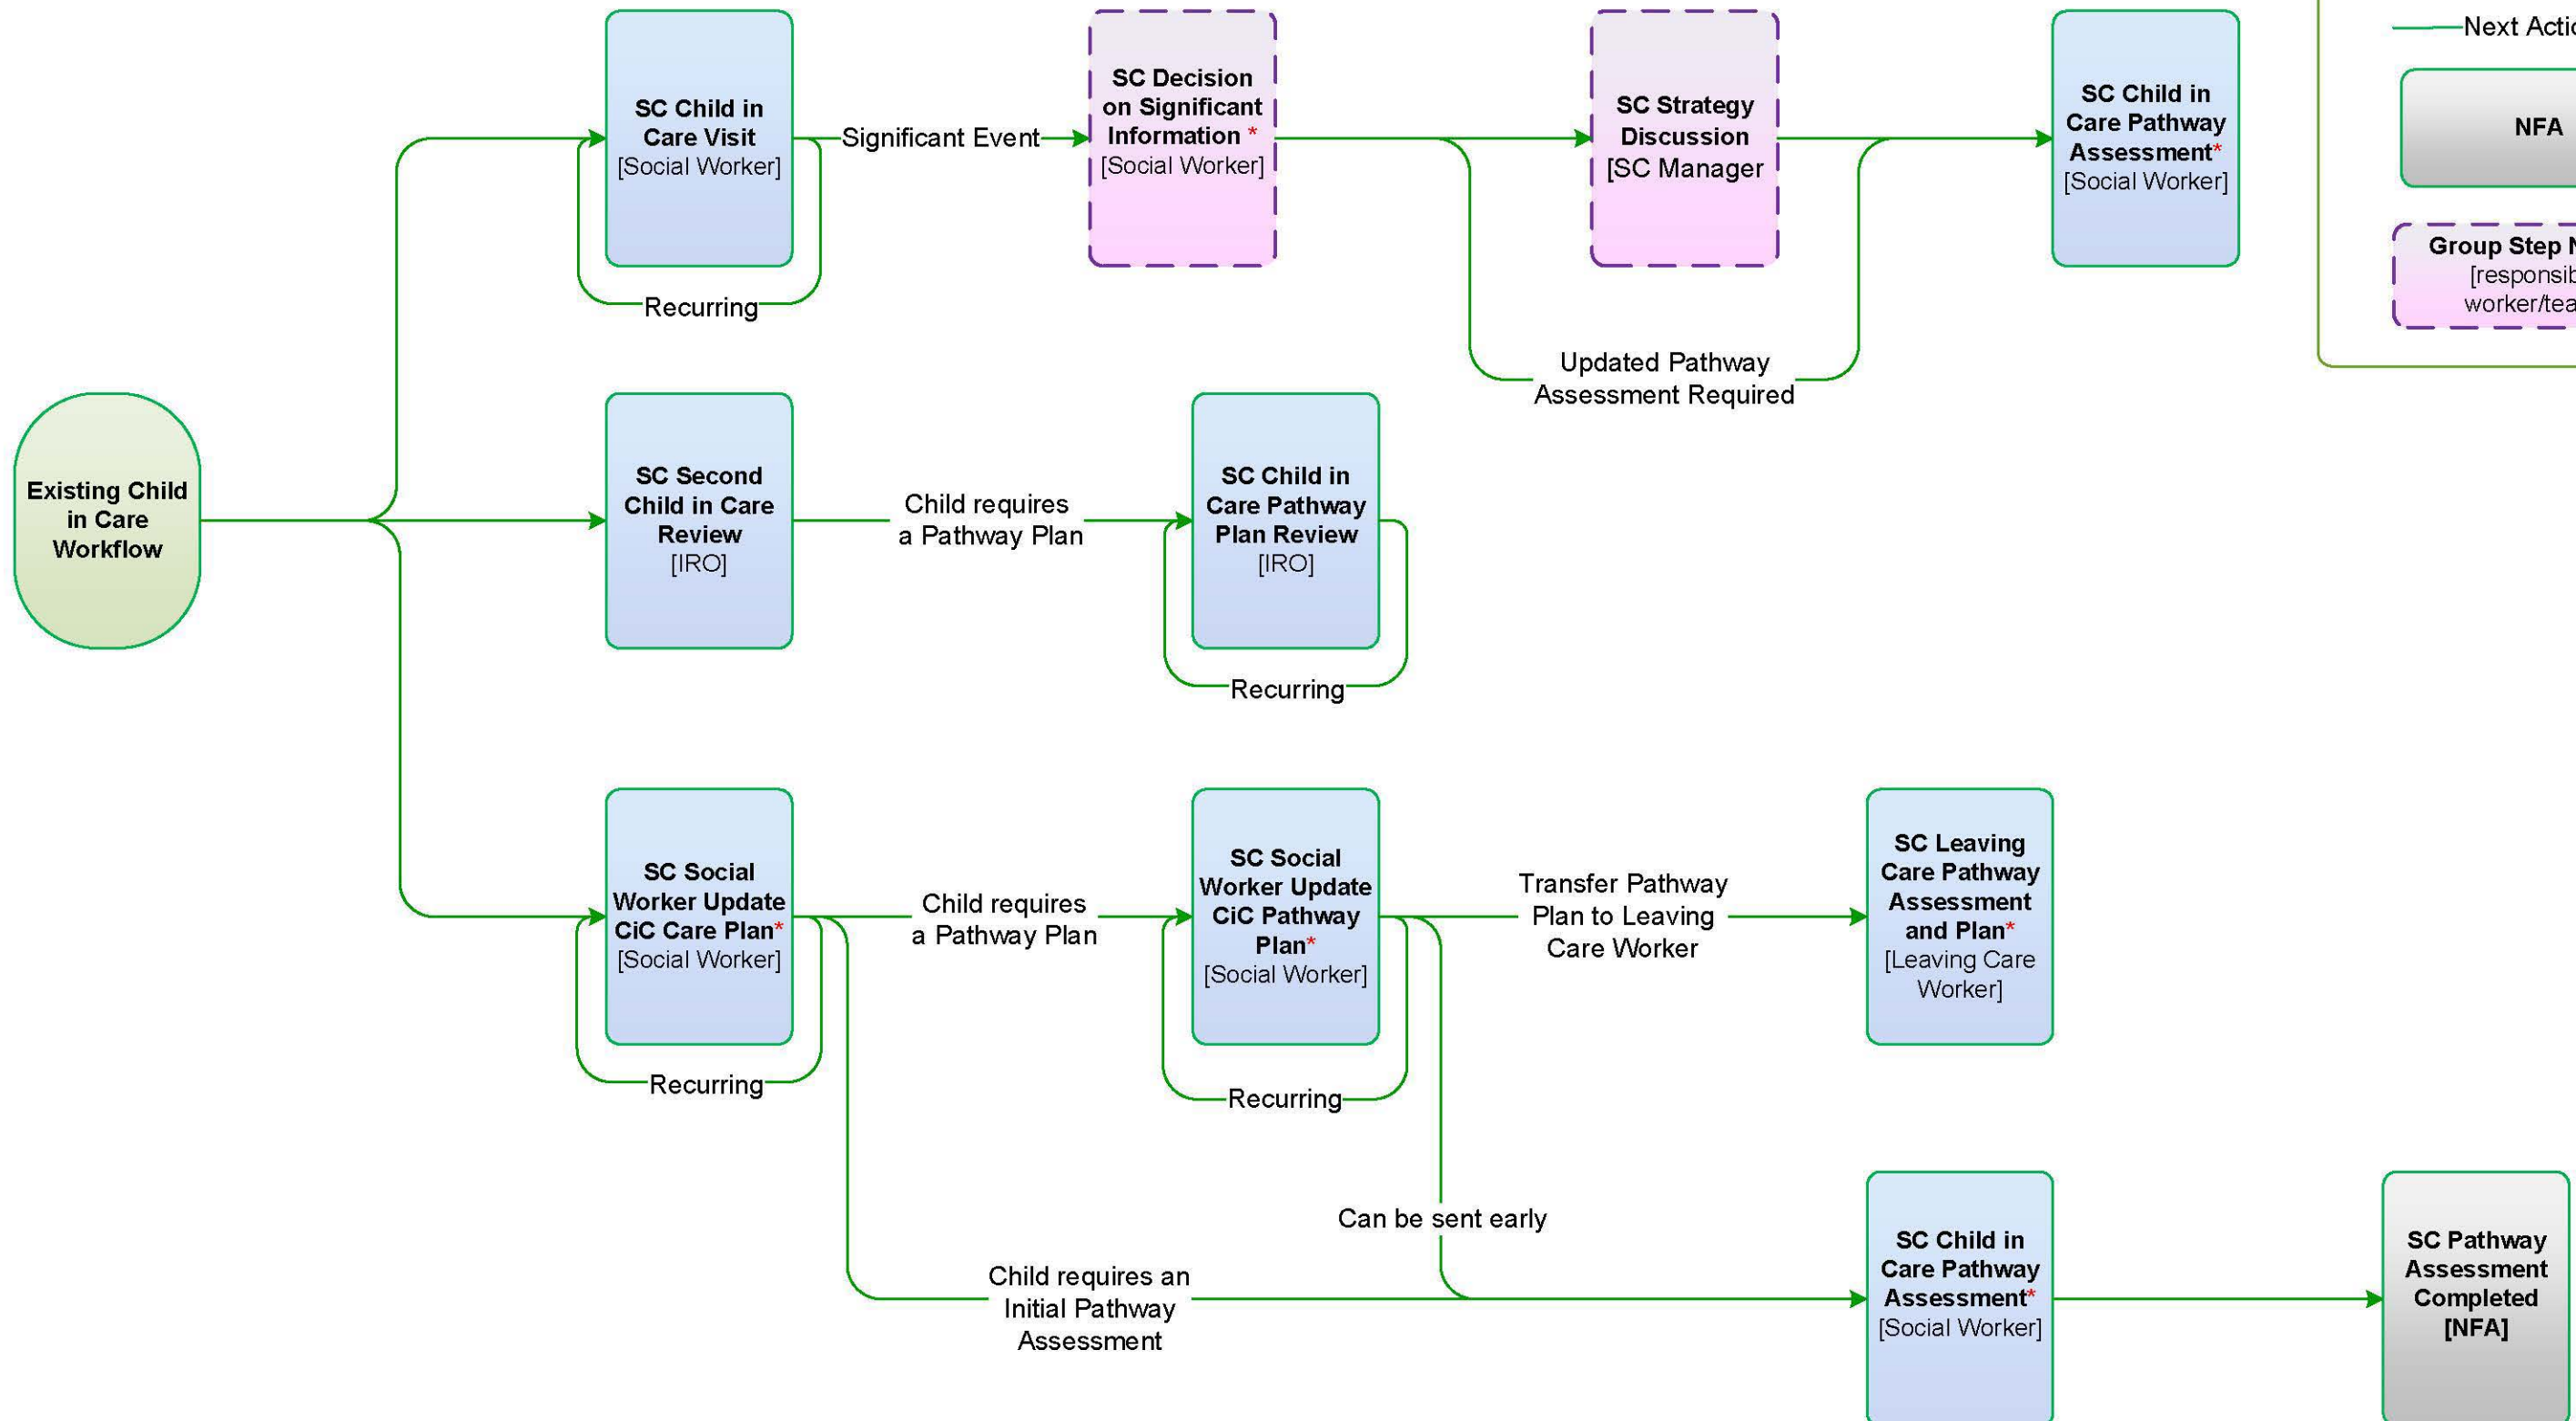 SC Child in
Care Visit
[Social Worker]
Recurring
Significant Event
SC Decision
on Significant
Information *
[Social Worker]
SC Strategy
Discussion
[SC Manager
Updated Pathway
Assessment Required
SC Child in
Care Pathway
Assessment*
[Social Worker]
Next Actio
NFA
Group Step N
[responsib
worker/tea
Existing Child
in Care
Workflow
SC Second
Child in Care
Review
[IRO]
Child requires
a Pathway Plan
SC Child in
Care Pathway
Plan Review
[IRO]
Recurring
SC Social
Worker Update
CiC Care Plan*
[Social Worker]
Recurring
Child requires
a Pathway Plan
SC Social
Worker Update
CiC Pathway
Plan*
[Social Worker]
Recurring
Transfer Pathway
Plan to Leaving
Care Worker
SC Leaving
Care Pathway
Assessment
and Plan*
[Leaving Care
Worker]
Can be sent early
Child requires an
Initial Pathway
Assessment
SC Child in
Care Pathway
Assessment*
[Social Worker]
SC Pathway
Assessment
Completed
[NFA]